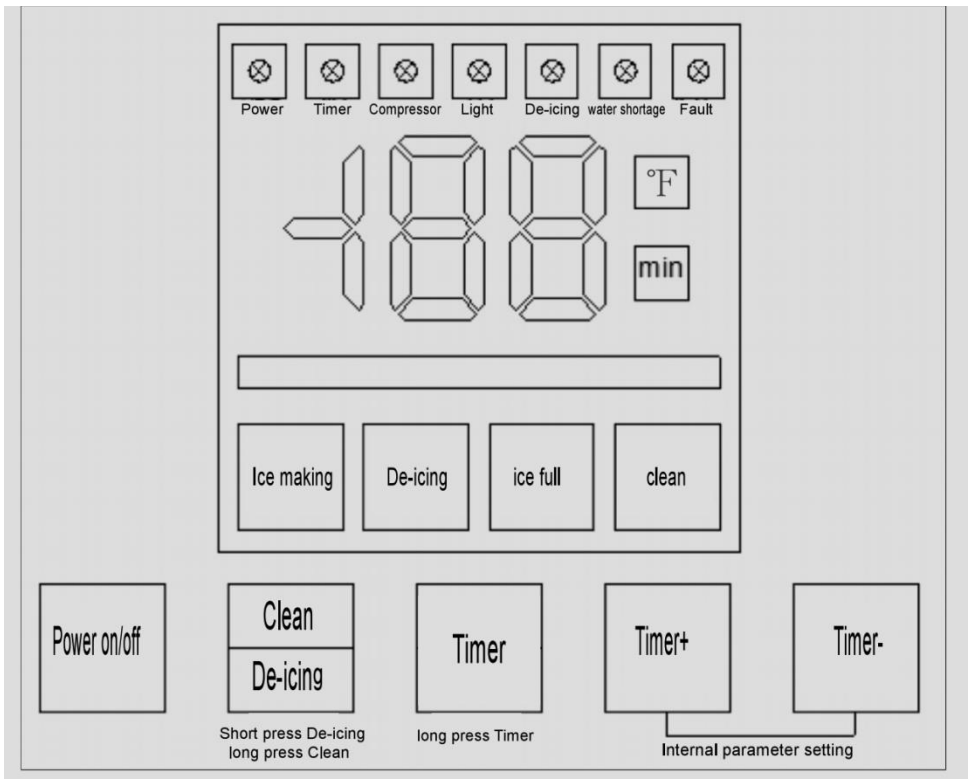 Power Timer Compressor Light De-icing water shortage Fault
°F
min
Ice making De-icing ice full clean
Power on/off
Clean
De-icing
Timer
Timer+
Timer-
Short press De-icing
long press Clean
long press Timer
Internal parameter setting